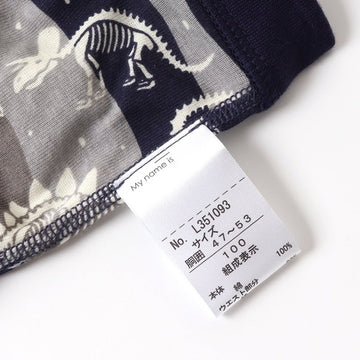 My name is
No. L351093
サイズ
胴囲 47～53
100
組成表示
本体 綿 100%
ウエスト部分